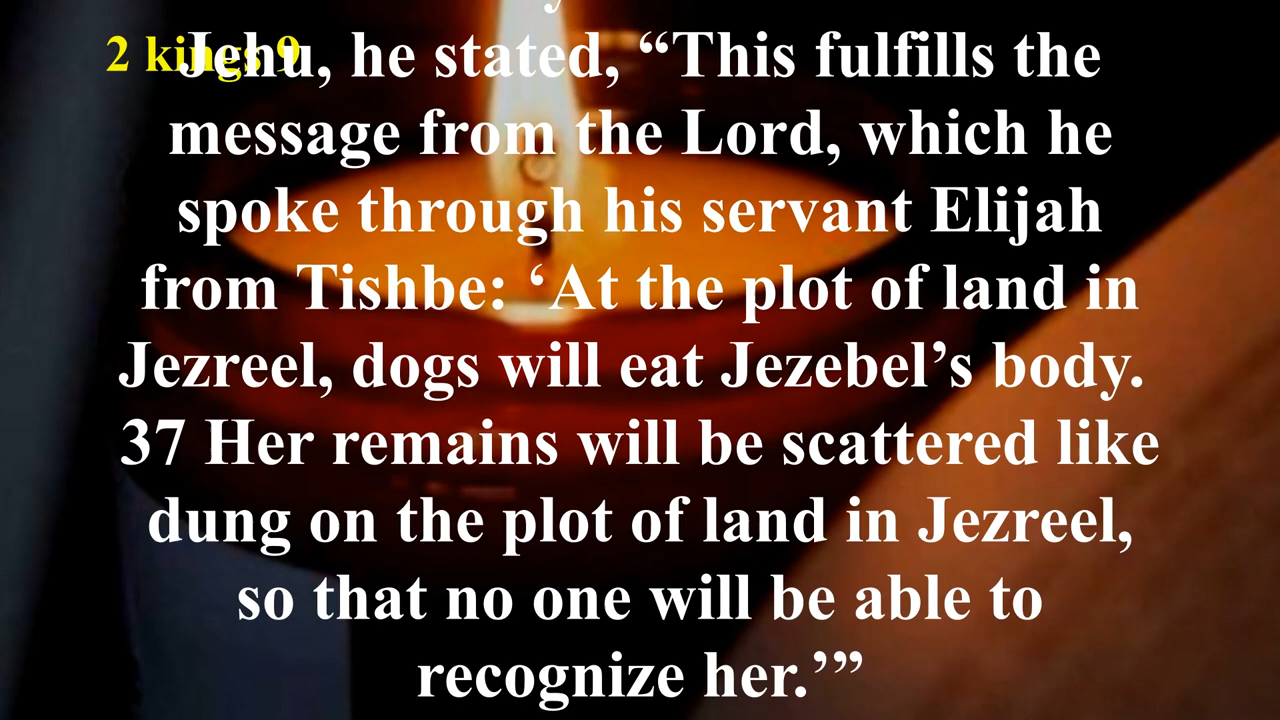 2 kings 9
Jehu, he stated, “This fulfills the
message from the Lord, which he
spoke through his servant Elijah
from Tishbe: ‘At the plot of land in
Jezreel, dogs will eat Jezebel’s body.
37 Her remains will be scattered like
dung on the plot of land in Jezreel,
so that no one will be able to
recognize her.’”